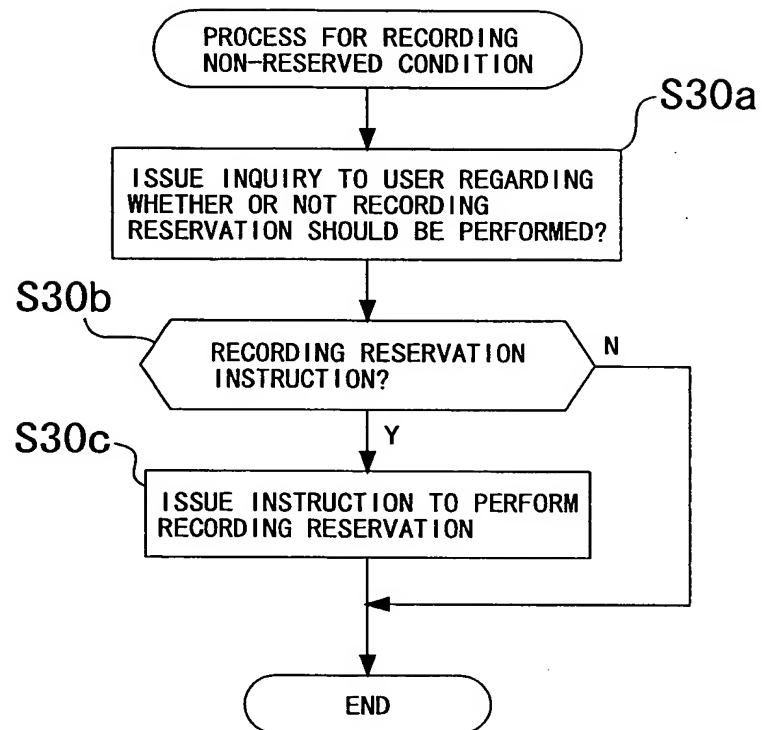 PROCESS FOR RECORDING
NON-RESERVED CONDITION
S30a
ISSUE INQUIRY TO USER REGARDING
WHETHER OR NOT RECORDING
RESERVATION SHOULD BE PERFORMED?
S30b
RECORDING RESERVATION
INSTRUCTION?
N
Y
S30c
ISSUE INSTRUCTION TO PERFORM
RECORDING RESERVATION
END